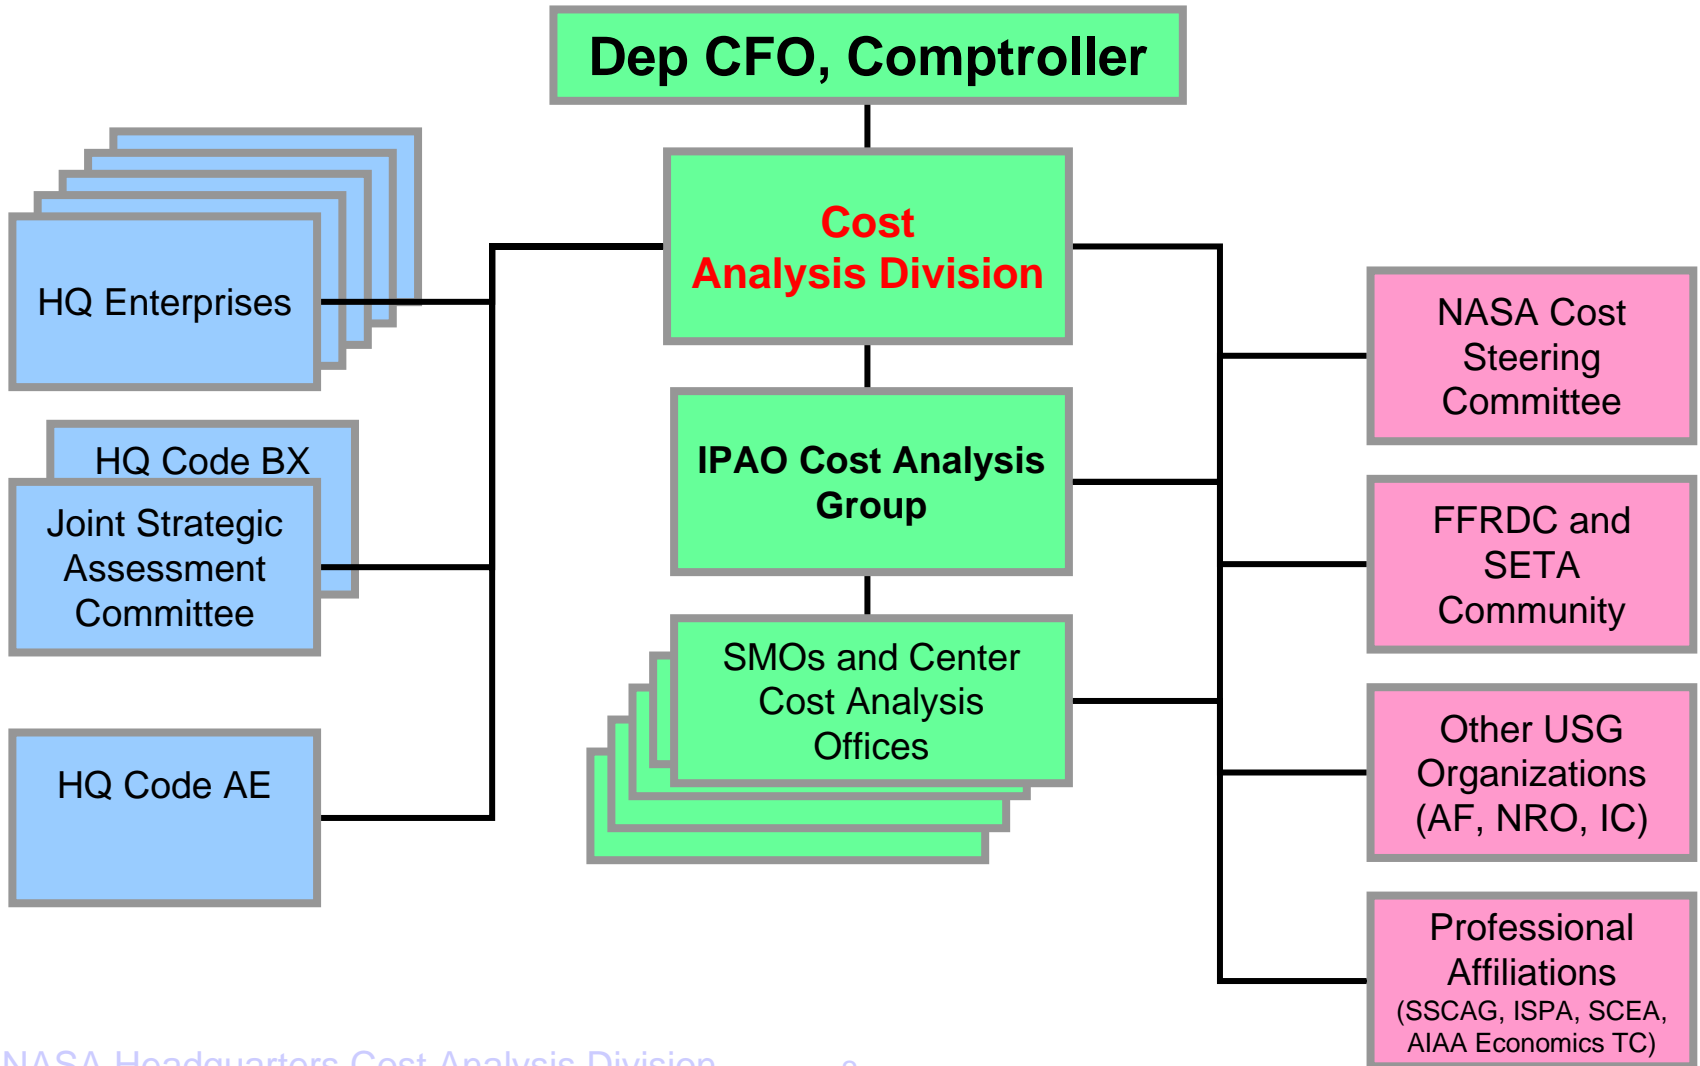 Dep CFO, Comptroller
Cost
Analysis Division
HQ Enterprises
HQ Code BX
Joint Strategic
Assessment
Committee
HQ Code AE
IPAO Cost Analysis
Group
SMOs and Center
Cost Analysis
Offices
NASA Cost
Steering
Committee
FFRDC and
SETA
Community
Other USG
Organizations
(AF, NRO, IC)
Professional
Affiliations
(SSCAG, ISPA, SCEA,
AIAA Economics TC)
NASA Headquarters Cost Analysis Division